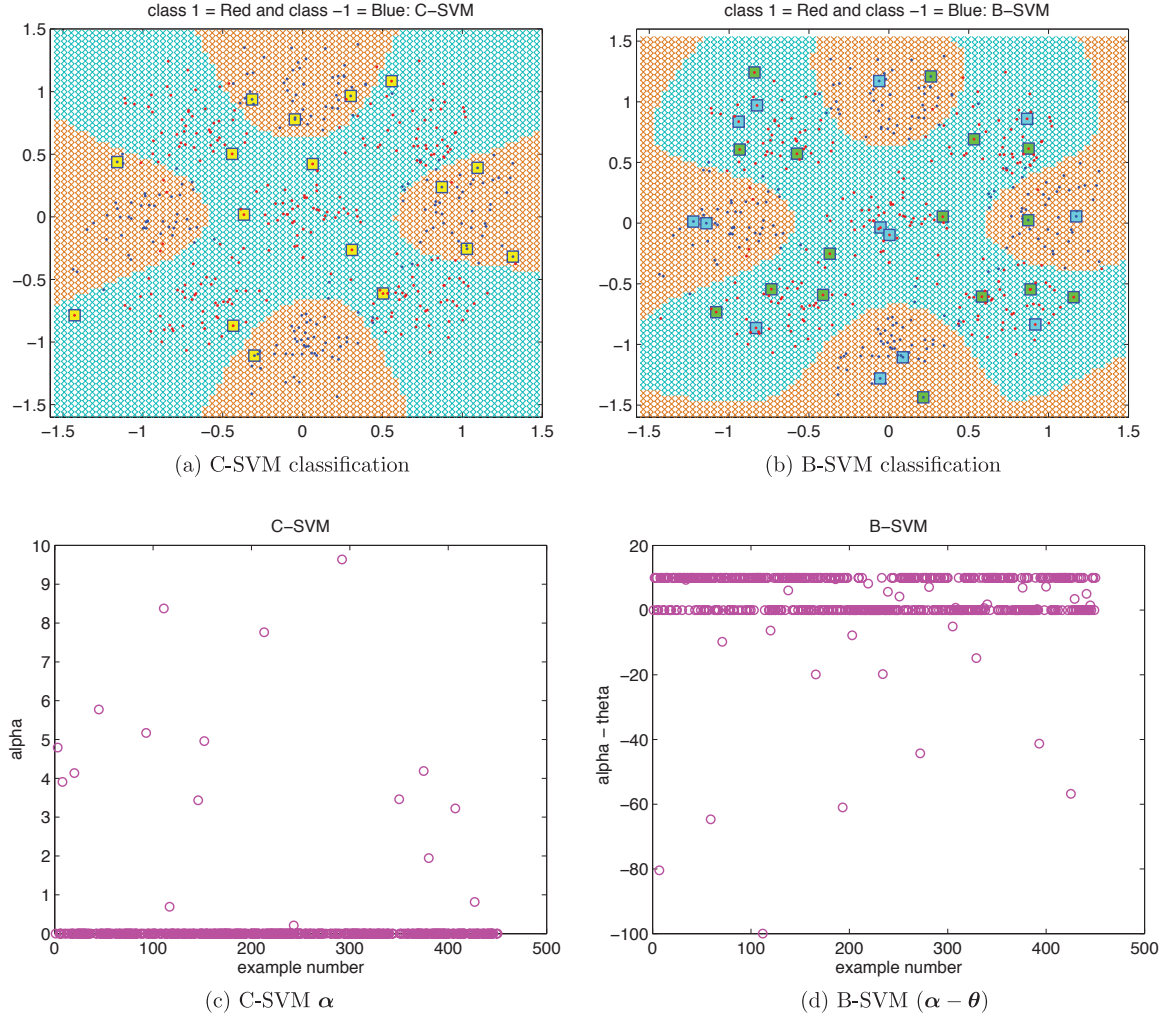 class 1 = Red and class −1 = Blue: C−SVM
1.5
1
0.5
0
−0.5
−1
−1.5
−1.5 −1 −0.5 0 0.5 1 1.5
(a) C-SVM classification
class 1 = Red and class −1 = Blue: B−SVM
1.5
1
0.5
0
−0.5
−1
−1.5
−1.5 −1 −0.5 0 0.5 1 1.5
(b) B-SVM classification
C−SVM
10
9
8
7
6
5
4
3
2
1
0
alpha
0 100 200 300 400 500
example number
(c) C-SVM α
B−SVM
20
0
−20
−40
−60
−80
−100
alpha − theta
0 100 200 300 400 500
example number
(d) B-SVM (α − θ)